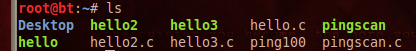 root@bt:~# ls
Desktop hello2 hello3 hello.c pingscan
hello hello2.c hello3.c ping100 pingscan.c